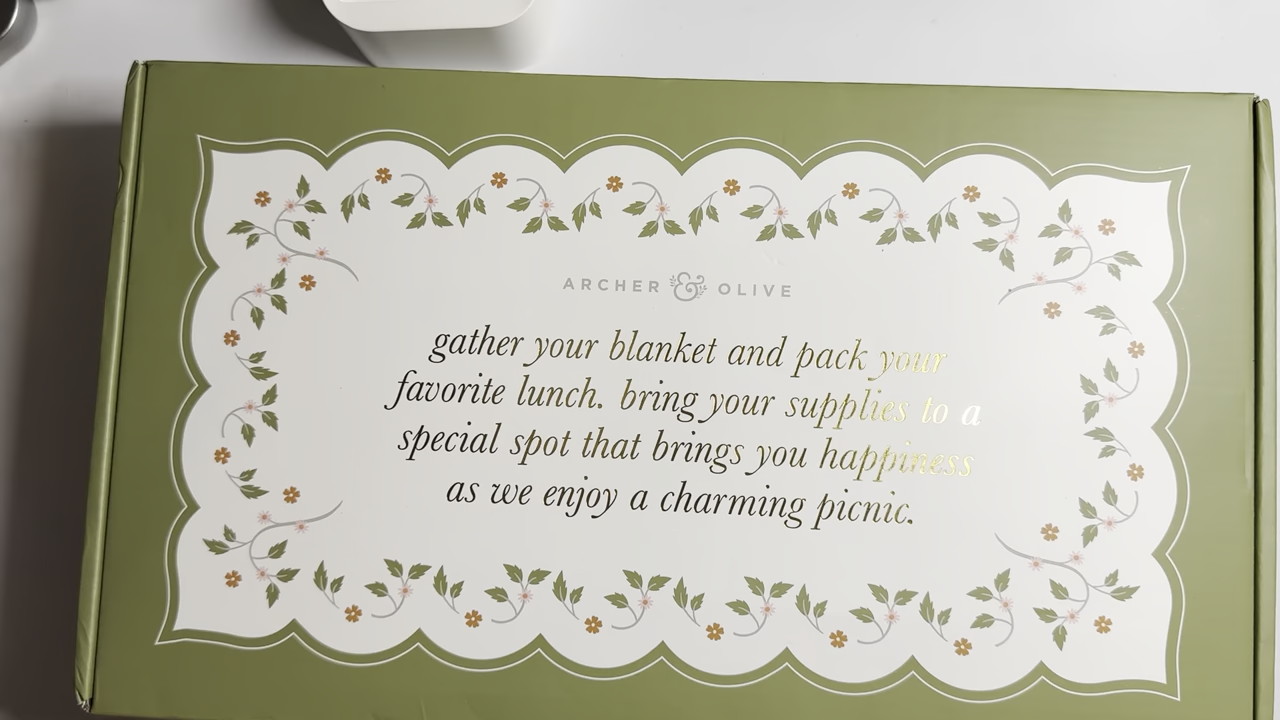 ARCHER & OLIVE
gather your blanket and pack your
favorite lunch. bring your supplies to a
special spot that brings you happiness
as we enjoy a charming picnic.